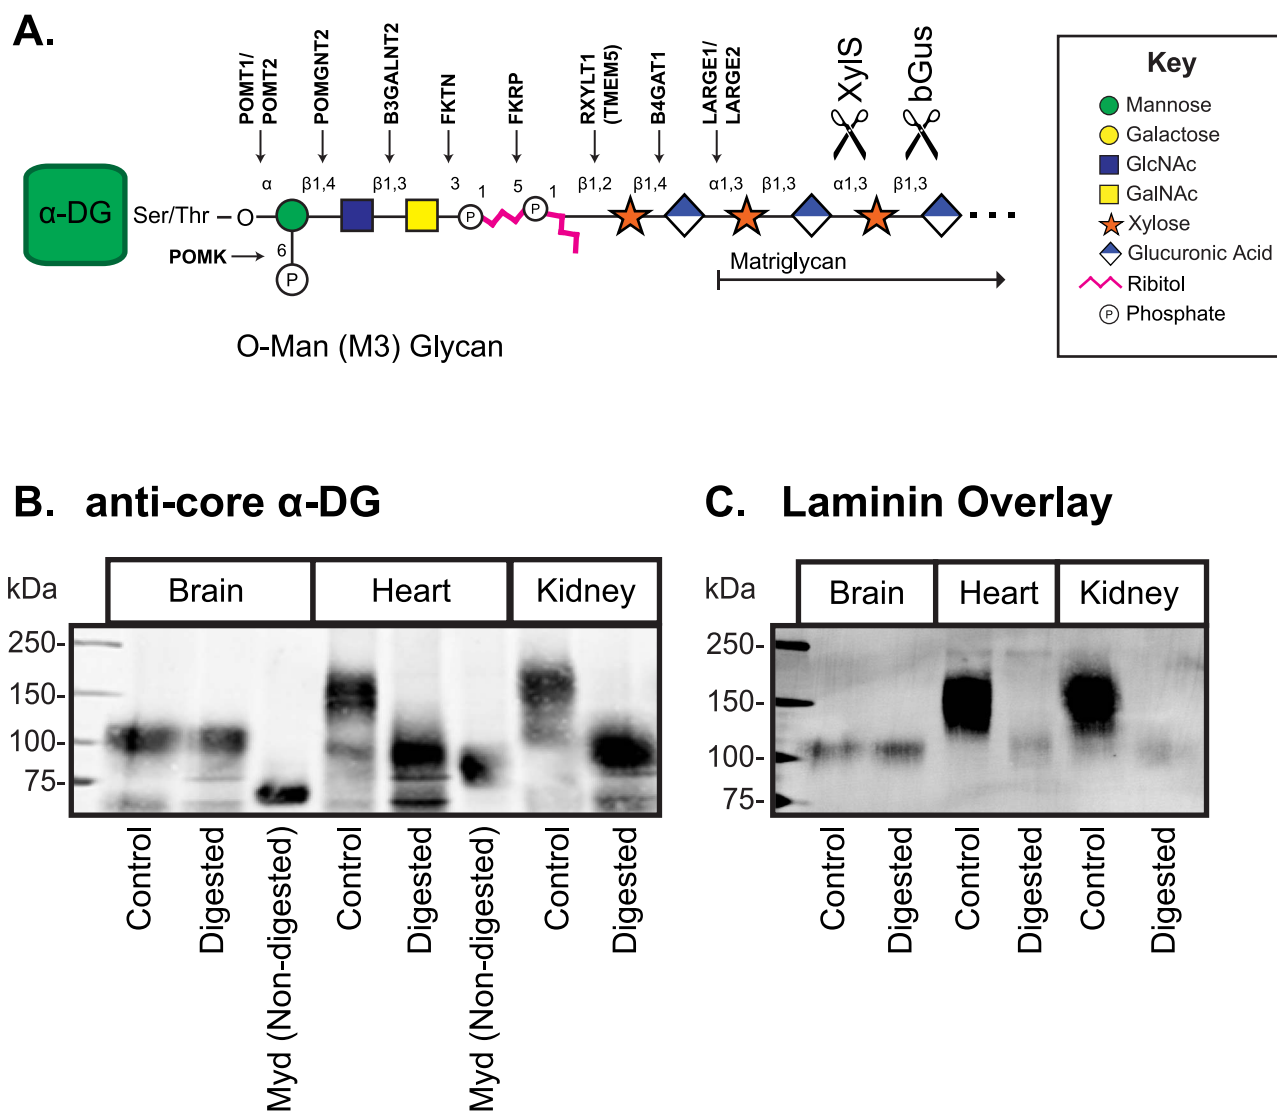 A.
POMT1/
POMT2
POMGNT2
B3GALNT2
FKTN
FKRP
RXYLT1
(TMEM5)
B4GAT1
LARGE1/
LARGE2
XylS
bGus
α β1,4 β1,3 3 1 5 1 β1,2 β1,4 α1,3 β1,3 α1,3 β1,3
α-DG Ser/Thr – O P P
POMK 6
P
Matriglycan
O-Man (M3) Glycan
Key
Mannose
Galactose
GlcNAc
GalNAc
Xylose
Glucuronic Acid
Ribitol
P Phosphate
B. anti-core α-DG
kDa Brain Heart Kidney
250-
150-
100-
75-
Control
Digested
Myd (Non-digested)
Control
Digested
Myd (Non-digested)
Control
Digested
C. Laminin Overlay
kDa Brain Heart Kidney
250-
150-
100-
75-
Control
Digested
Control
Digested
Control
Digested